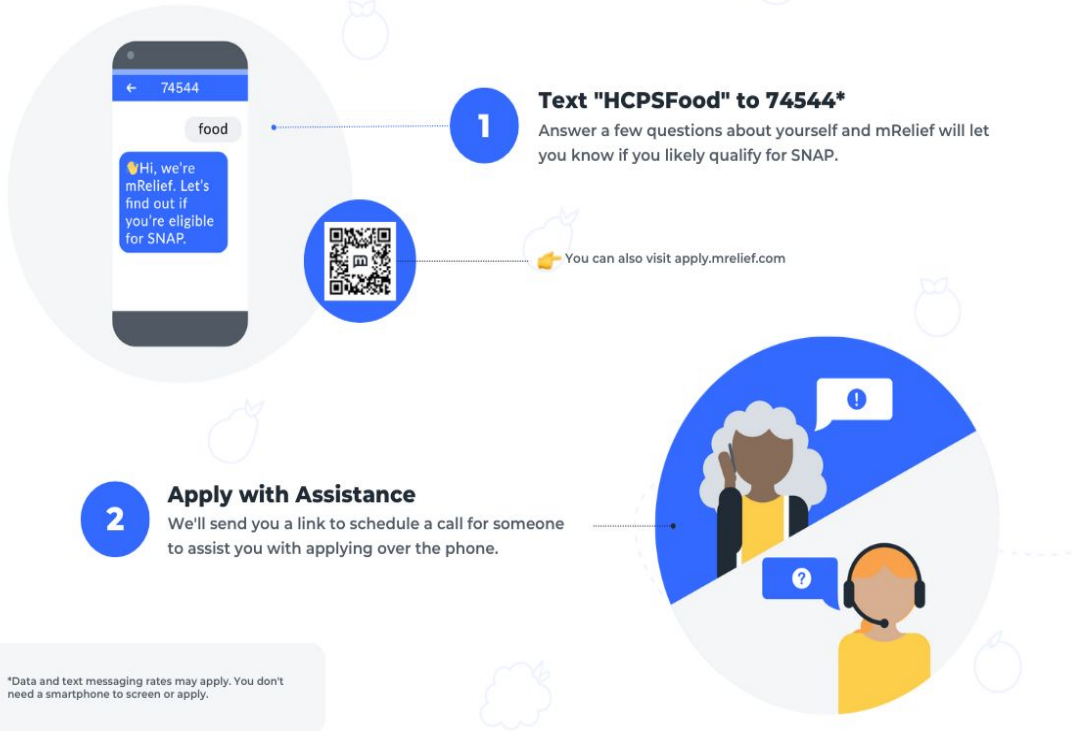 ← 74544
food
👋Hi, we're
mRelief. Let's
find out if
you're eligible
for SNAP.
1
Text "HCPSFood" to 74544*
Answer a few questions about yourself and mRelief will let
you know if you likely qualify for SNAP.
m
👉 You can also visit apply.mrelief.com
!
2
Apply with Assistance
We'll send you a link to schedule a call for someone
to assist you with applying over the phone.
?
*Data and text messaging rates may apply. You don't
need a smartphone to screen or apply.